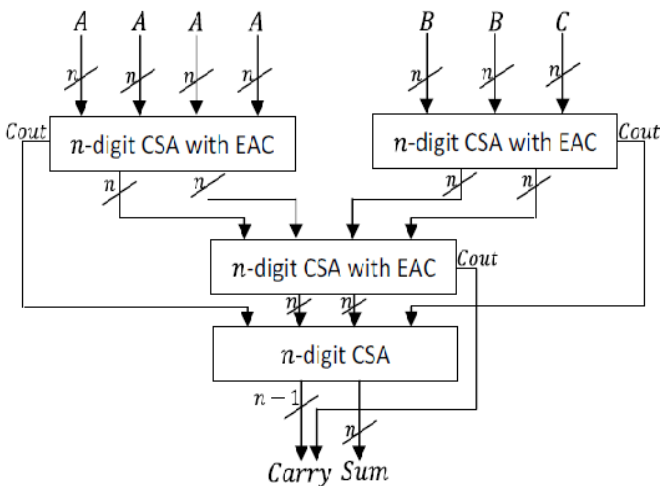 A A A A B B C
n n n n n n n
Cout n-digit CSA with EAC n-digit CSA with EAC Cout
n n n n
n-digit CSA with EAC Cout
n n
n-digit CSA
n − 1 n
Carry Sum